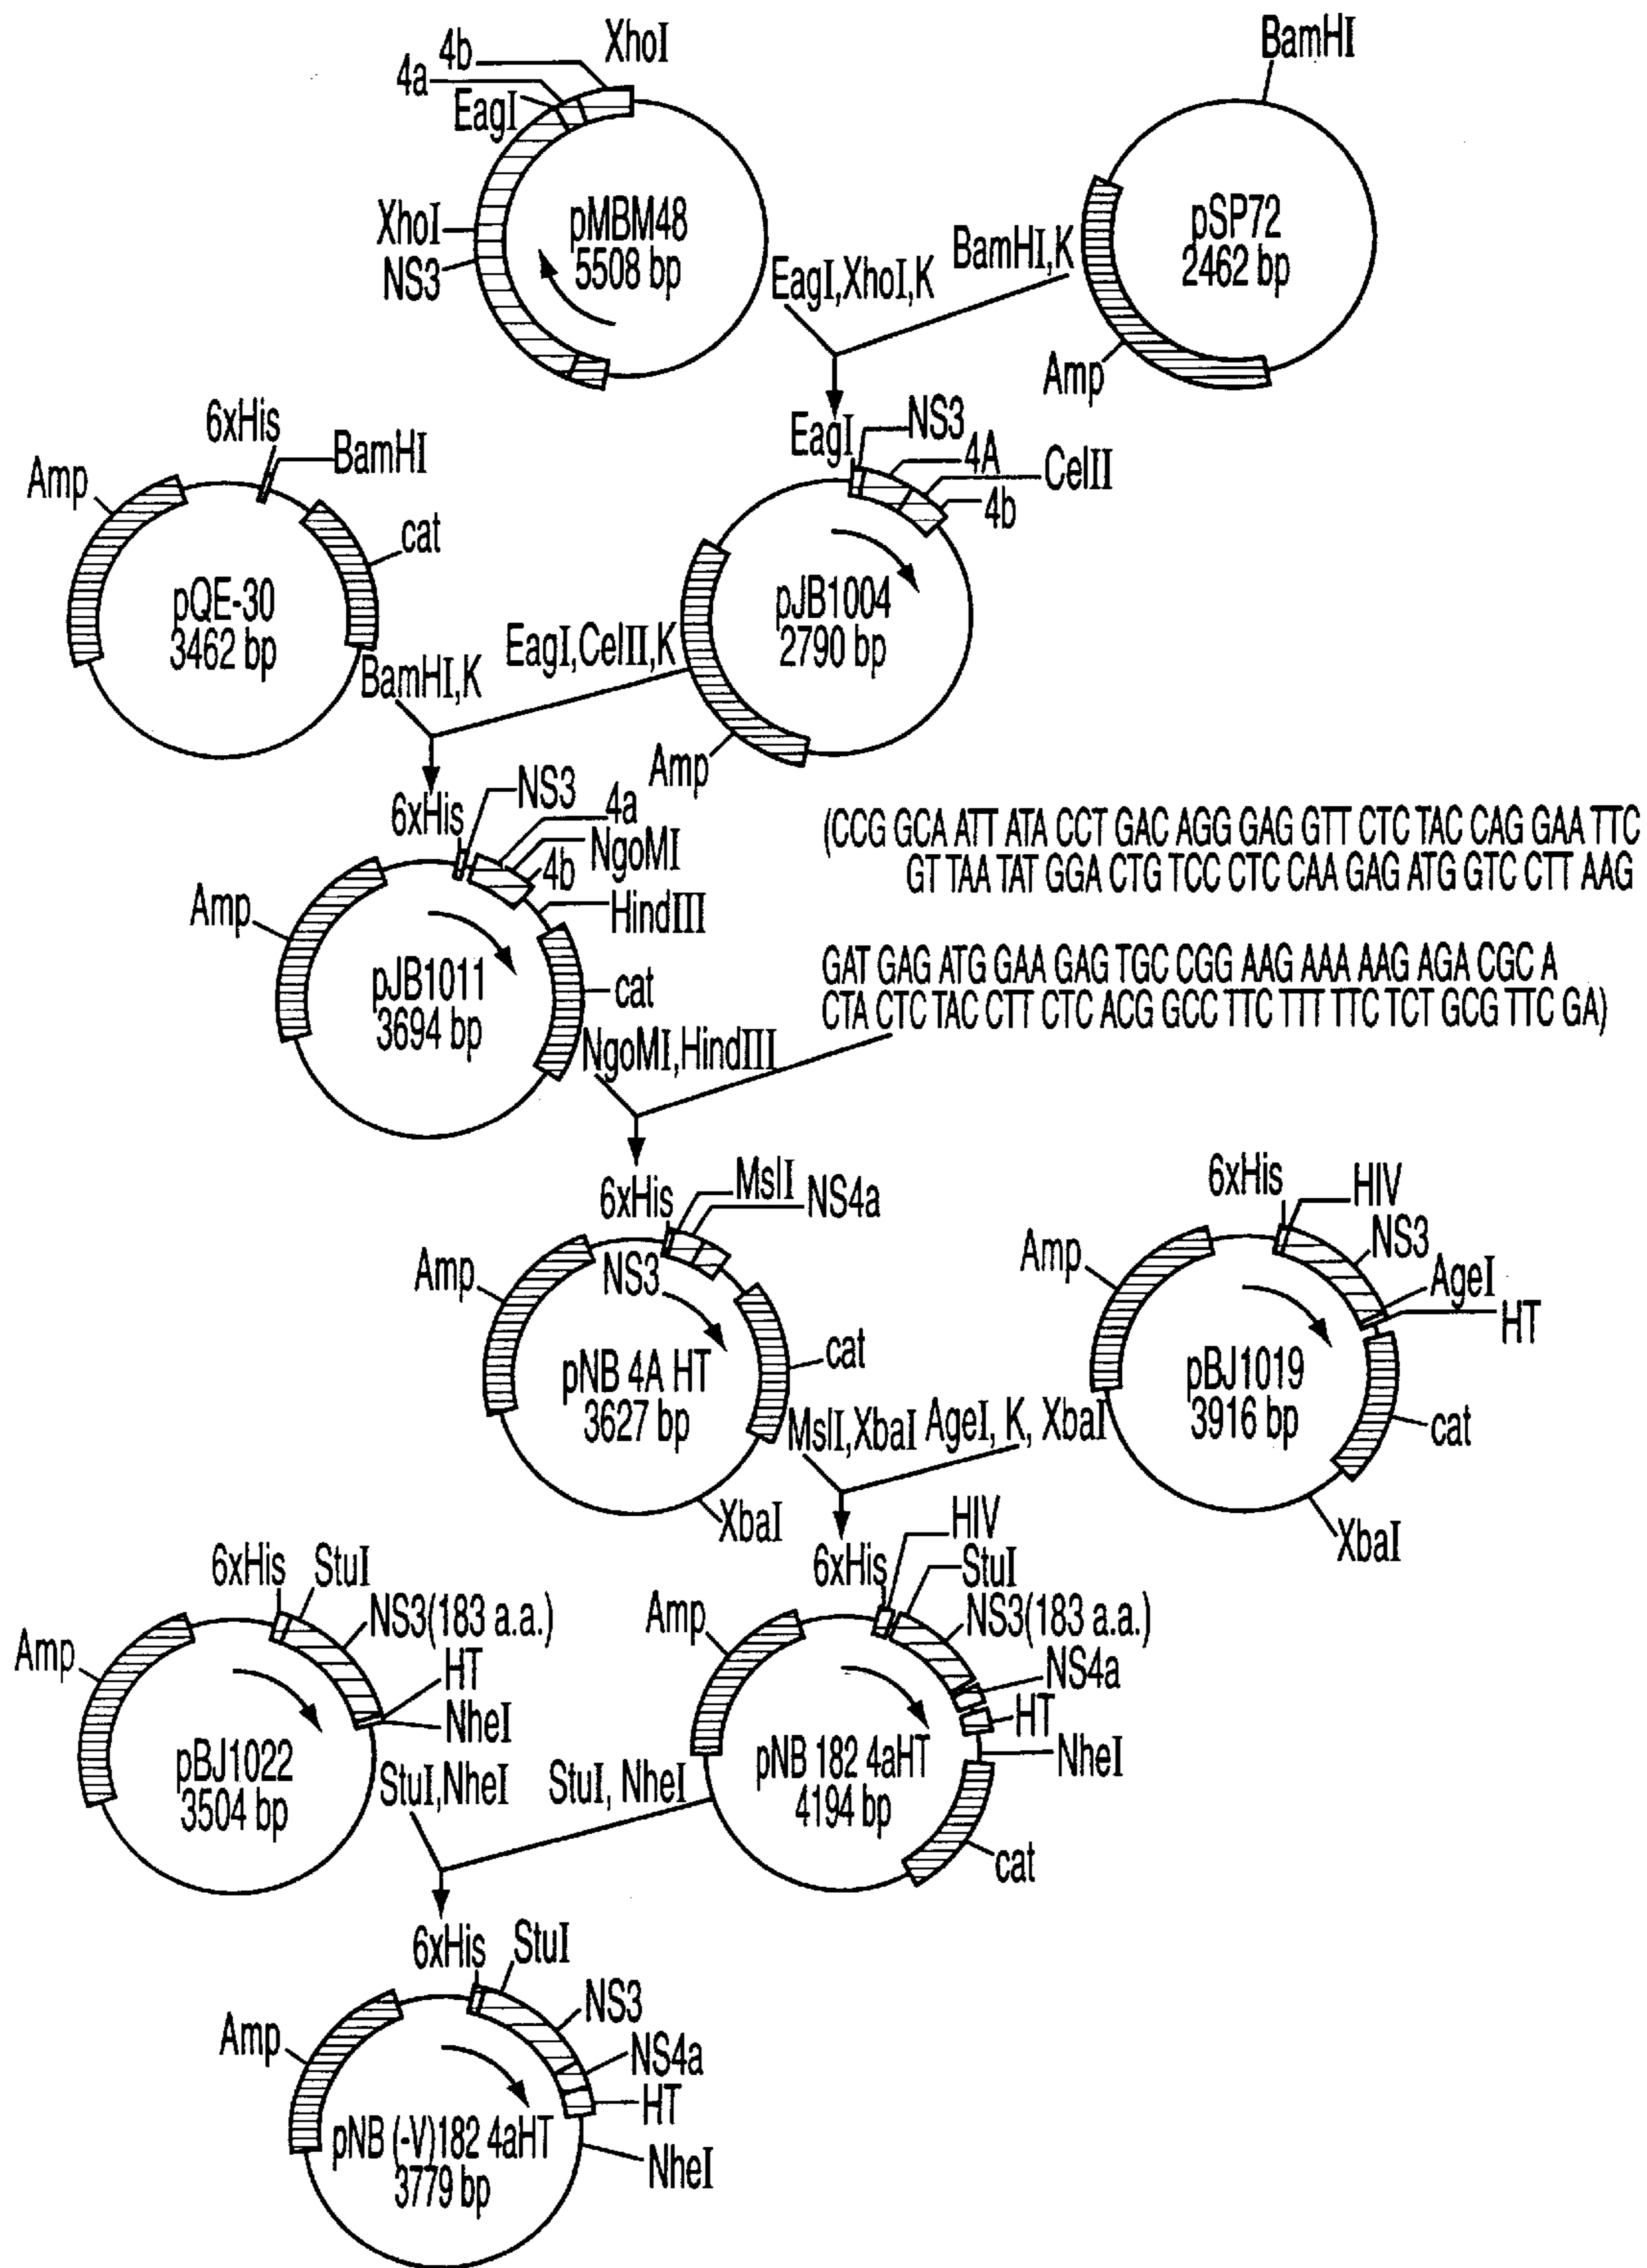 4b
XhoI
4a
EagI
XhoI
NS3
pMBM48
5508 bp
BamHI
pSP72
2462 bp
Amp
EagI,XhoI,K
BamHI,K
6xHis
BamHI
Amp
cat
pQE-30
3462 bp
EagI
NS3
4A
CelII
4b
pJB1004
2790 bp
Amp
BamHI,K
EagI,CelII,K
6xHis
NS3
4a
NgoMI
4b
HindIII
Amp
cat
pJB1011
3694 bp
(CCG GCA ATT ATA CCT GAC AGG GAG GTT CTC TAC CAG GAA TTC
GT TAA TAT GGA CTG TCC CTC CAA GAG ATG GTC CTT AAG
GAT GAG ATG GAA GAG TGC CGG AAG AAA AAG AGA CGC A
CTA CTC TAC CTT CTC ACG GCC TTC TTT TTC TCT GCG TTC GA)
NgoMI,HindIII
6xHis
MslI
NS4a
Amp
NS3
cat
pNB 4A HT
3627 bp
XbaI
6xHis
HIV
NS3
AgeI
HT
Amp
pBJ1019
3916 bp
cat
XbaI
MslI,XbaI
AgeI, K, XbaI
6xHis
StuI
NS3(183 a.a.)
HT
NheI
Amp
pBJ1022
3504 bp
6xHis
HIV
StuI
NS3(183 a.a.)
NS4a
HT
NheI
Amp
pNB 182 4aHT
4194 bp
cat
StuI,NheI
StuI, NheI
6xHis
StuI
NS3
NS4a
HT
NheI
Amp
pNB (-V)182 4aHT
3779 bp